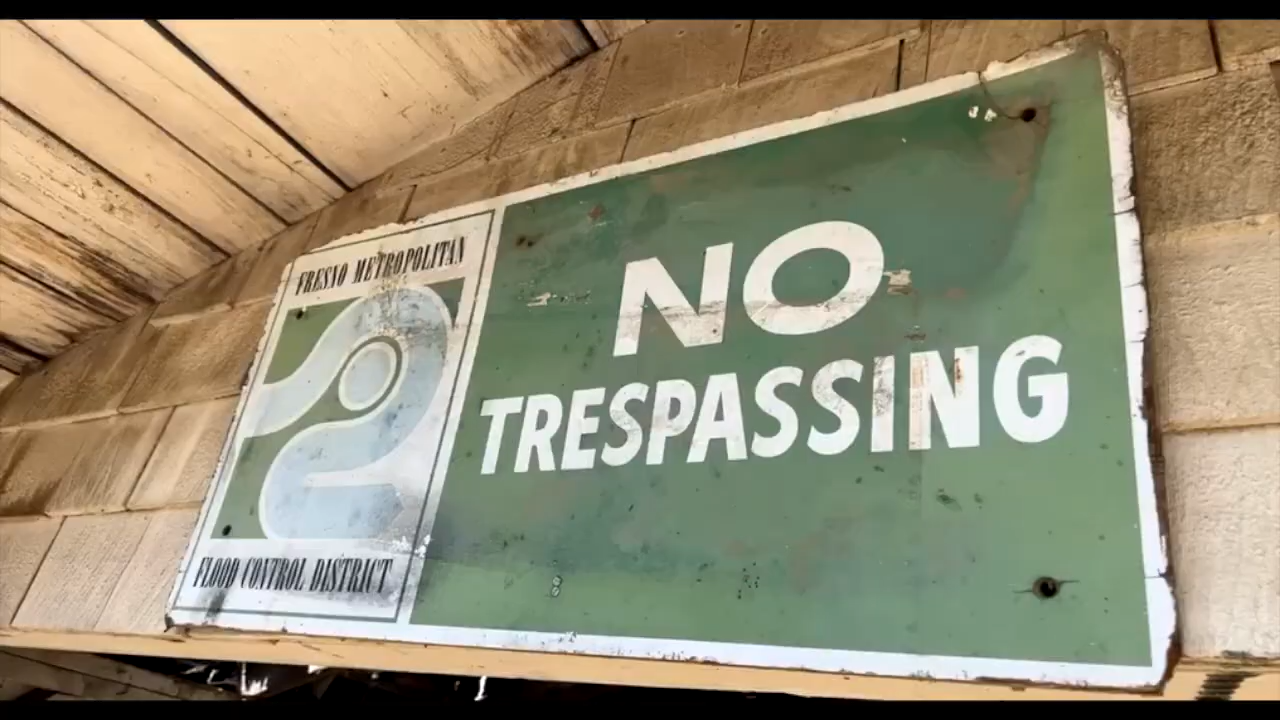 FRESNO METROPOLITAN
FLOOD CONTROL DISTRICT
NO
TRESPASSING